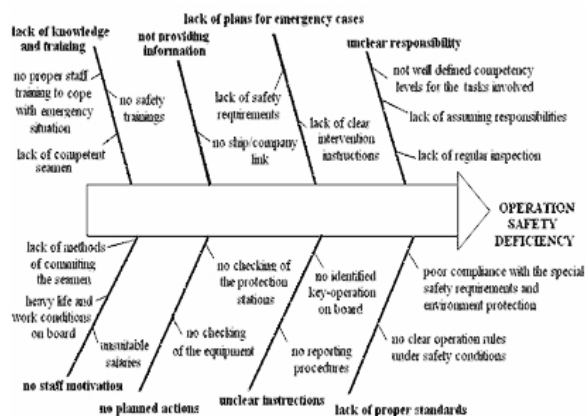 lack of knowledge
and training
not providing
information
lack of plans for emergency cases
unclear responsibility
no proper staff
training to cope
with emergency
situation
no safety
trainings
lack of competent
seamen
no ship/company
link
lack of safety
requirements
lack of clear
intervention
instructions
not well defined competency
levels for the tasks involved
lack of assuming responsibilities
lack of regular inspection
OPERATION
SAFETY
DEFICIENCY
lack of methods
of commiting
the seamen
heavy life and
work conditions
on board
unsuitable
salaries
no staff motivation
no checking of
the protection
stations
no checking
of the equipment
no planned actions
no identified
key-operation
on board
no reporting
procedures
unclear instructions
poor compliance with the special
safety requirements and
environment protection
no clear operation rules
under safety conditions
lack of proper standards